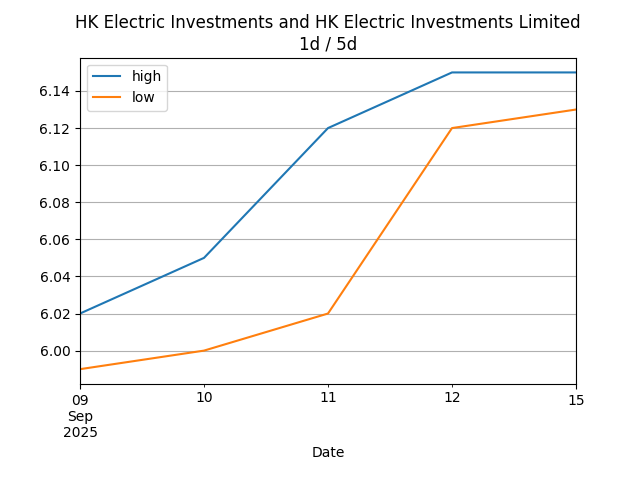 HK Electric Investments and HK Electric Investments Limited
1d / 5d
high
low
6.14
6.12
6.10
6.08
6.06
6.04
6.02
6.00
09
Sep
2025
10
11
12
15
Date